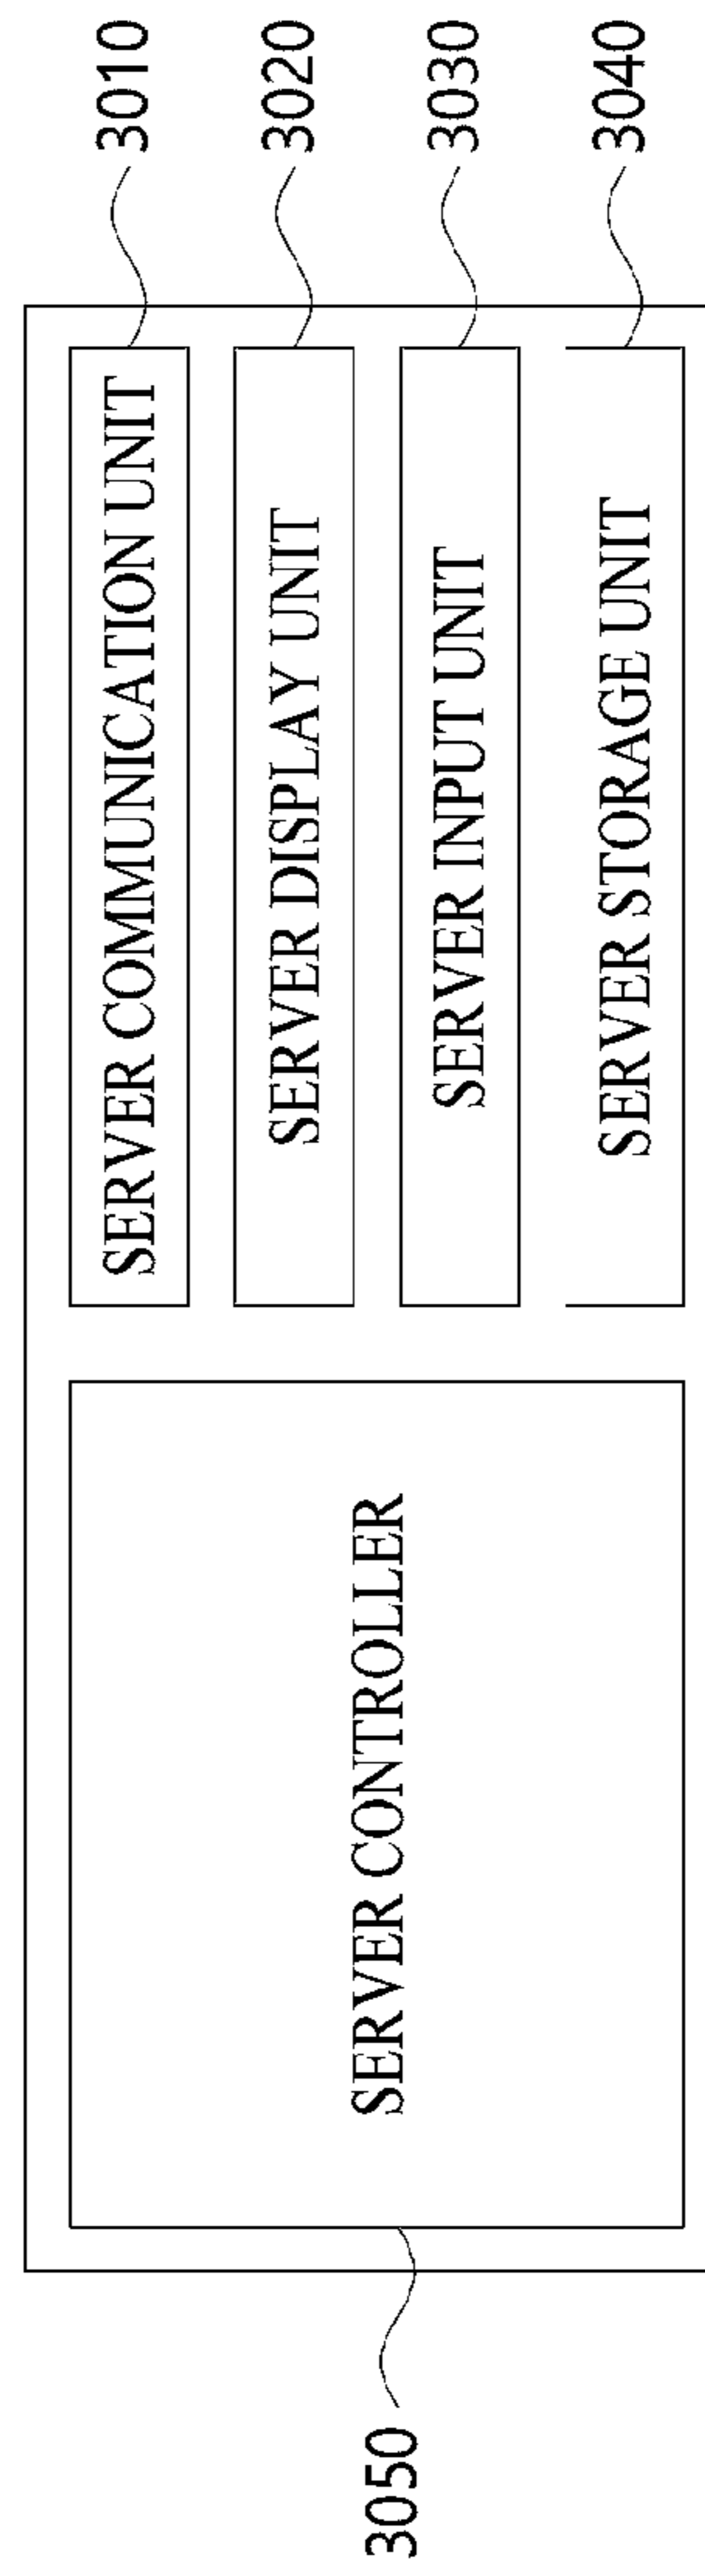 3050
SERVER CONTROLLER
SERVER COMMUNICATION UNIT
3010
SERVER DISPLAY UNIT
3020
SERVER INPUT UNIT
3030
SERVER STORAGE UNIT
3040